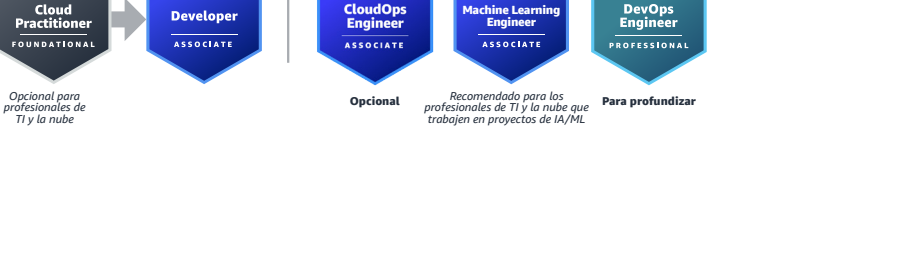 Cloud
Practitioner
FOUNDATIONAL
Opcional para
profesionales de
TI y la nube
Developer
ASSOCIATE
CloudOps
Engineer
ASSOCIATE
Opcional
Machine Learning
Engineer
ASSOCIATE
Recomendado para los
profesionales de TI y la nube que
trabajen en proyectos de IA/ML
DevOps
Engineer
PROFESSIONAL
Para profundizar